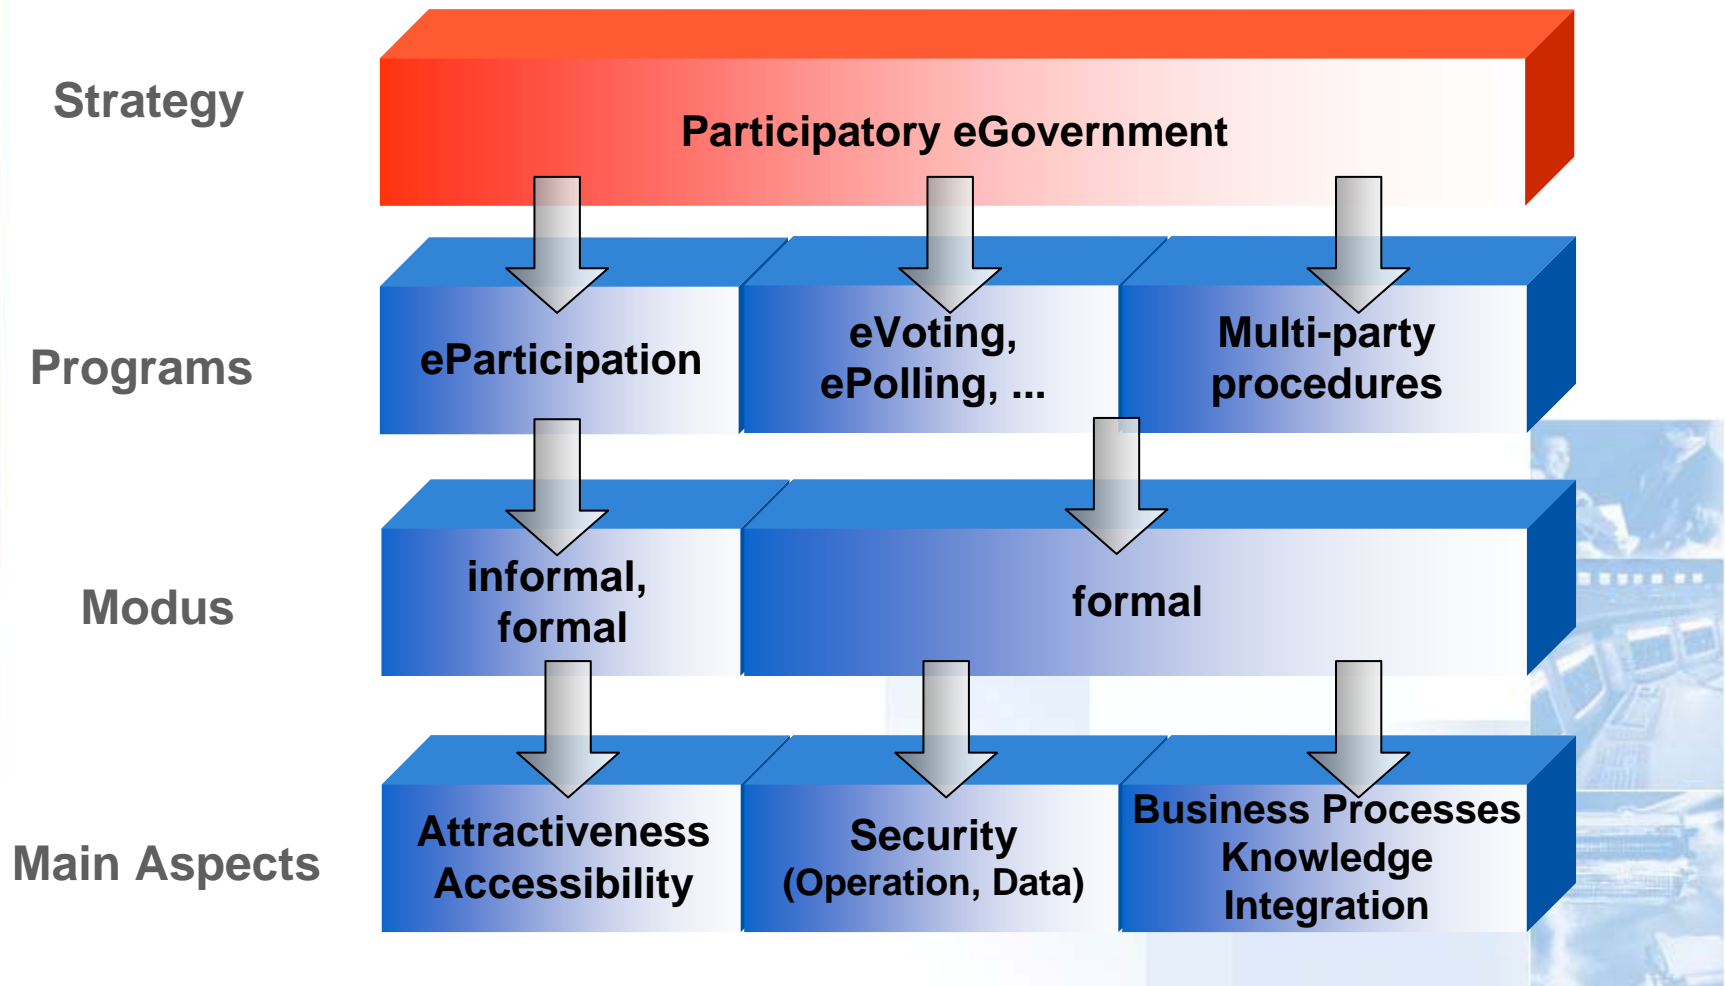 Strategy
Participatory eGovernment
Programs
eParticipation
eVoting,
ePolling, ...
Multi-party
procedures
Modus
informal,
formal
formal
Main Aspects
Attractiveness
Accessibility
Security
(Operation, Data)
Business Processes
Knowledge
Integration